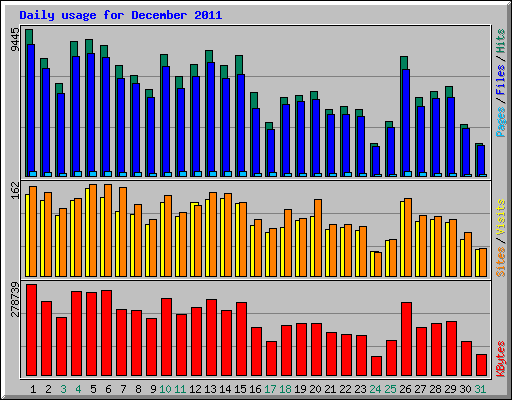 Daily usage for December 2011
9445
Pages / Files / Hits
162
Sites / Visits
278739
KBytes
1 2 3 4 5 6 7 8 9 10 11 12 13 14 15 16 17 18 19 20 21 22 23 24 25 26 27 28 29 30 31